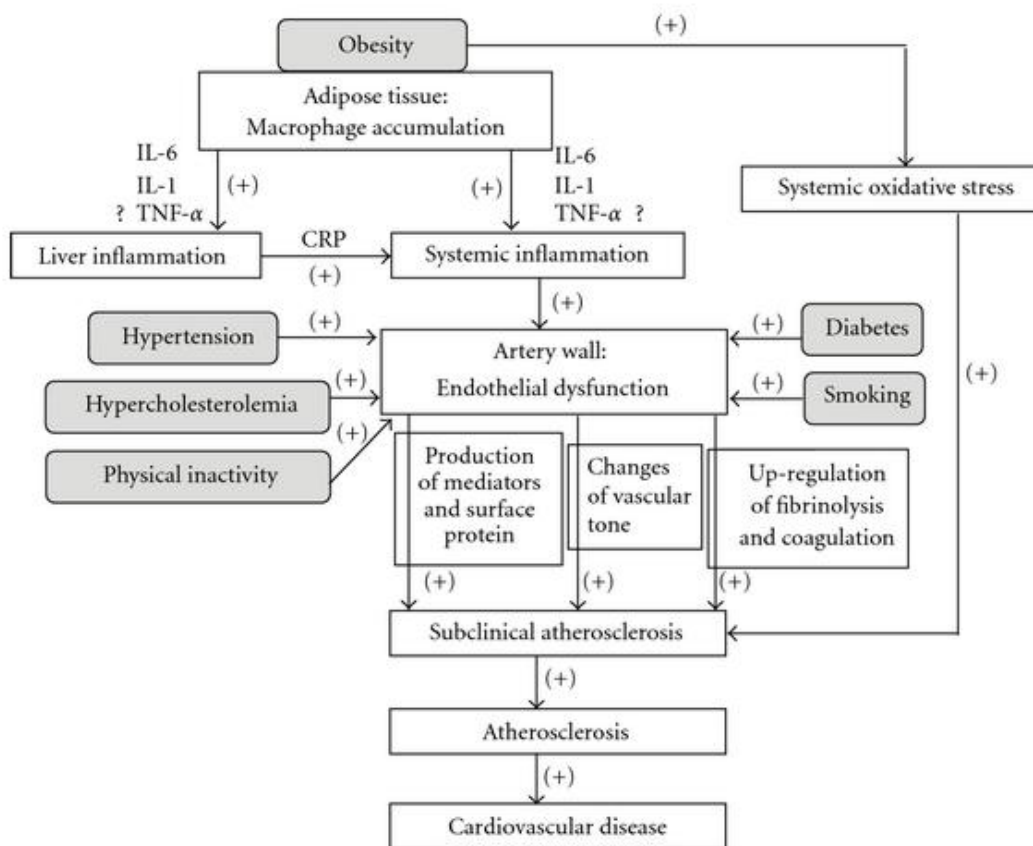 Obesity
(+)
Adipose tissue:
Macrophage accumulation
IL-6
IL-1
? TNF-α
(+)
(+)
IL-6
IL-1
TNF-α ?
Systemic oxidative stress
Liver inflammation
CRP
(+)
Systemic inflammation
(+)
Hypertension
(+)
Artery wall:
Endothelial dysfunction
(+)
Diabetes
(+)
Hypercholesterolemia
(+)
(+)
Smoking
Physical inactivity
(+)
Production
of mediators
and surface
protein
Changes
of vascular
tone
Up-regulation
of fibrinolysis
and coagulation
(+)
(+)
(+)
Subclinical atherosclerosis
(+)
Atherosclerosis
(+)
Cardiovascular disease